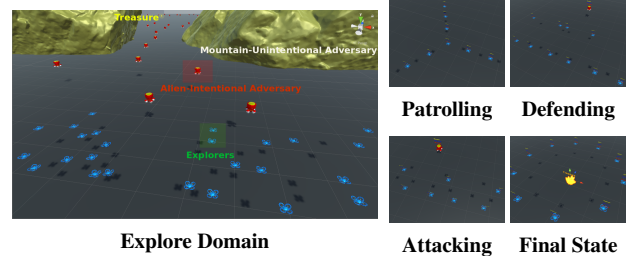 Treasure
Mountain-Unintentional Adversary
Alien-Intentional Adversary
Explorers
Explore Domain
Patrolling
Defending
Attacking
Final State